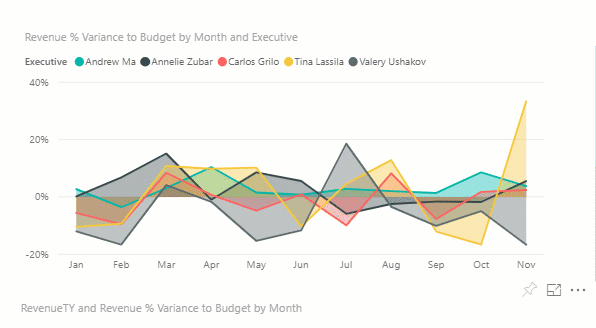 Revenue % Variance to Budget by Month and Executive
Executive Andrew Ma Annelie Zubar Carlos Grilo Tina Lassila Valery Ushakov
40%
20%
0%
-20%
Jan Feb Mar Apr May Jun Jul Aug Sep Oct Nov
RevenueTY and Revenue % Variance to Budget by Month